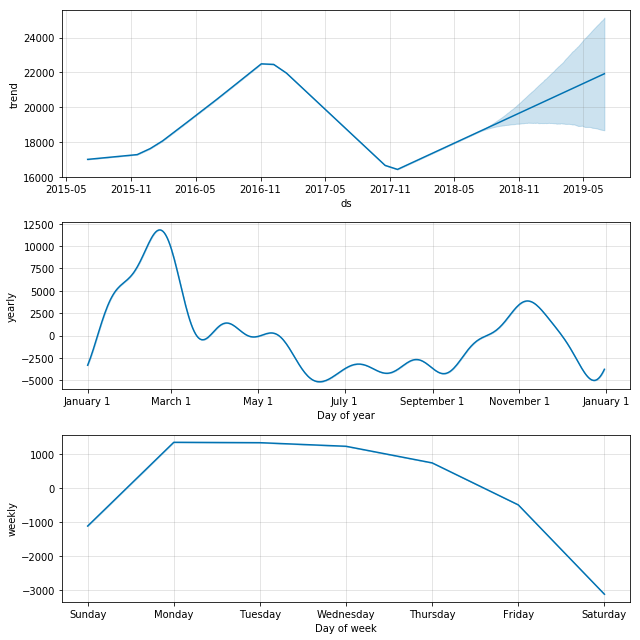 24000
22000
20000
18000
16000
trend
2015-05 2015-11 2016-05 2016-11 2017-05 2017-11 2018-05 2018-11 2019-05
ds
12500
10000
7500
5000
2500
0
−2500
−5000
yearly
January 1 March 1 May 1 July 1 September 1 November 1 January 1
Day of year
1000
0
−1000
−2000
−3000
weekly
Sunday Monday Tuesday Wednesday Thursday Friday Saturday
Day of week